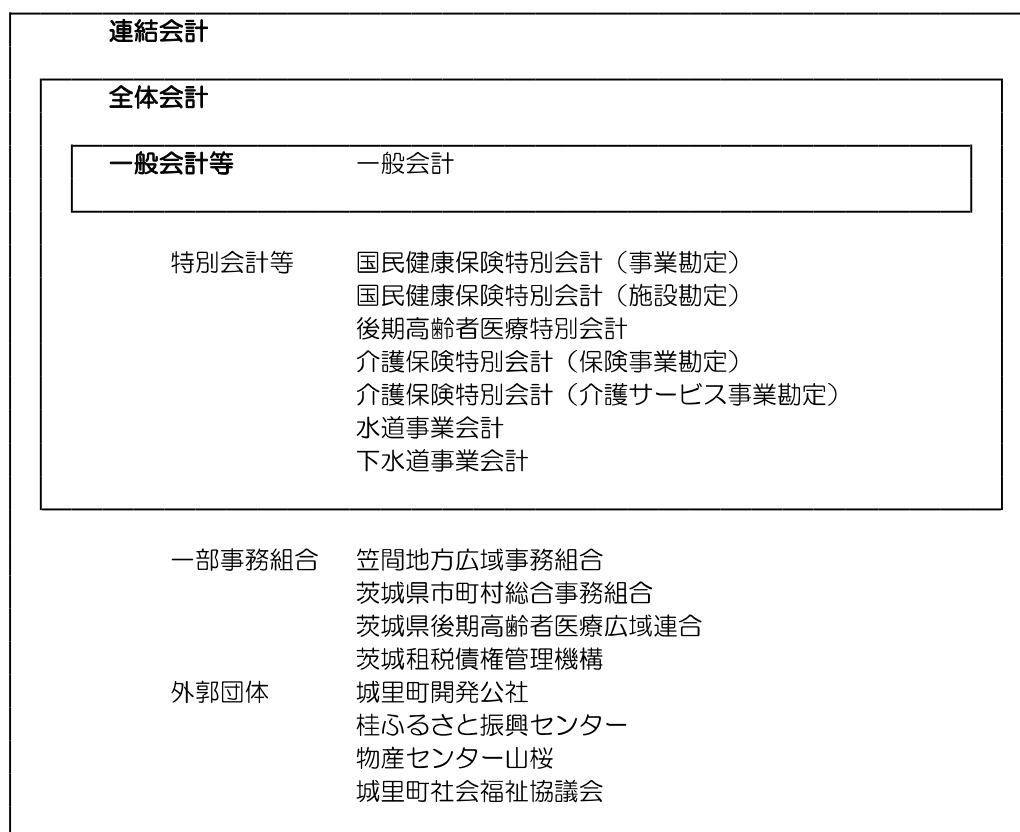 連結会計
全体会計
一般会計等 一般会計
特別会計等 国民健康保険特別会計（事業勘定）
国民健康保険特別会計（施設勘定）
後期高齢者医療特別会計
介護保険特別会計（保険事業勘定）
介護保険特別会計（介護サービス事業勘定）
水道事業会計
下水道事業会計
一部事務組合 笠間地方広域事務組合
茨城県市町村総合事務組合
茨城県後期高齢者医療広域連合
茨城租税債権管理機構
外郭団体 城里町開発公社
桂ふるさと振興センター
物産センター山桜
城里町社会福祉協議会